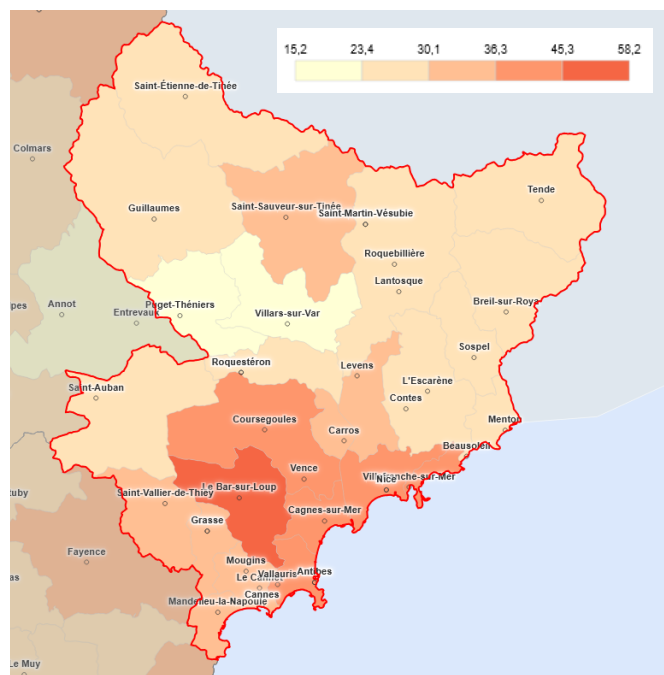 15,2 23,4 30,1 36,3 45,3 58,2
Saint-Étienne-de-Tinée
Colmars
Tende
Guillaumes
Saint-Sauveur-sur-Tinée
Saint-Martin-Vésubie
Roquebillière
Lantosque
Breil-sur-Roya
Annot
Puget-Théniers
Entrevaux
Villars-sur-Var
Sospel
Roquestéron
Levens
L'Escarène
Saint-Auban
Contes
Coursegoules
Menton
Carros
Beausoleil
Vence
Villefranche-sur-Mer
Nice
Le Bar-sur-Loup
Saint-Vallier-de-Thiey
Cagnes-sur-Mer
Grasse
Fayence
Mougins
Vallauris
Antibes
Le Cannet
Cannes
Mandelieu-la-Napoule
Le Muy